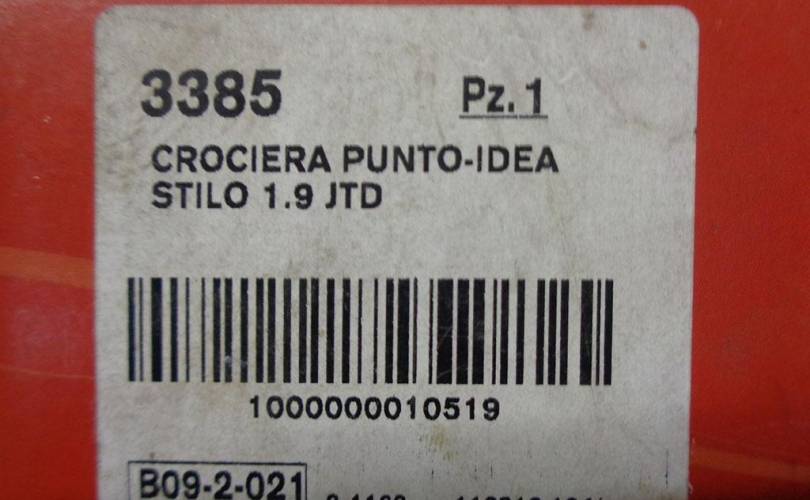 3385 Pz. 1
CROCIERA PUNTO-IDEA
STILO 1.9 JTD
1000000010519
B09-2-021